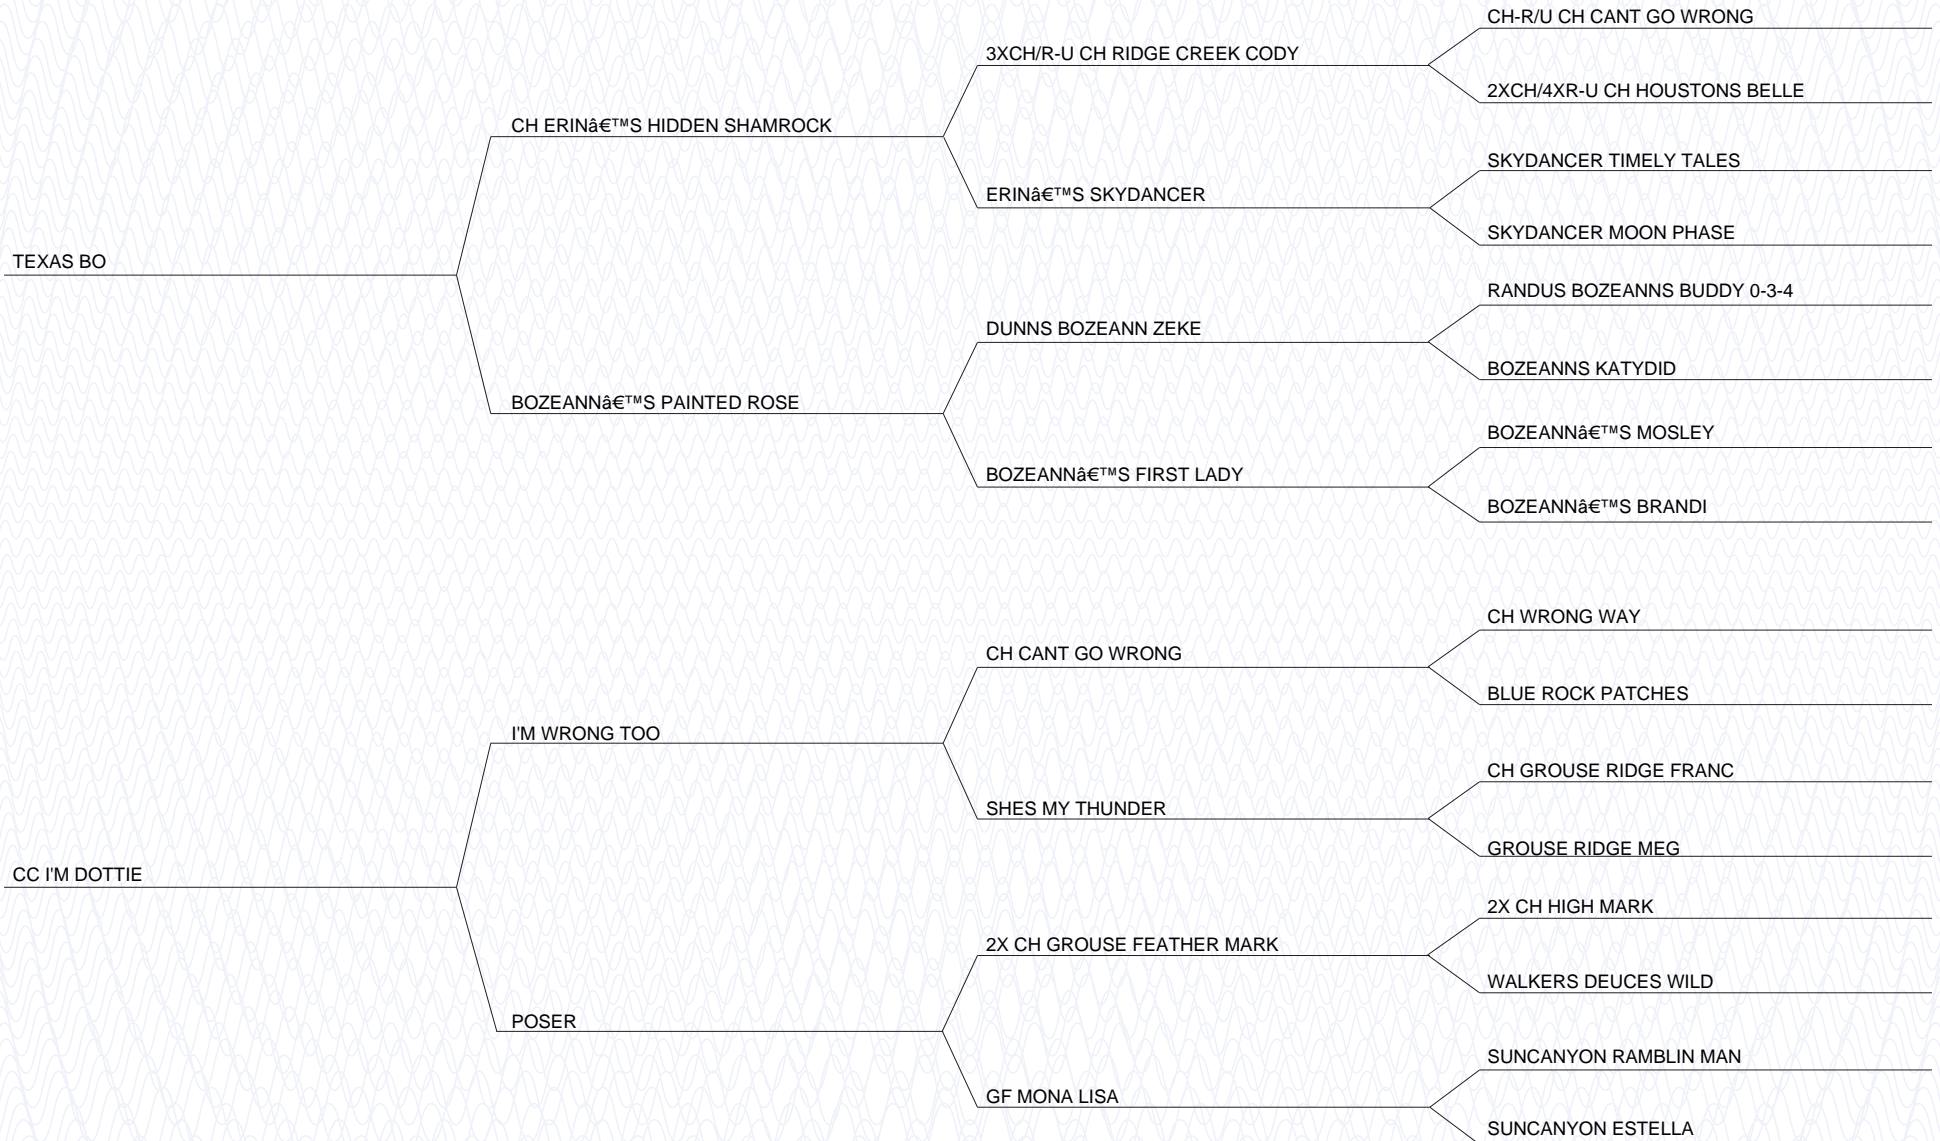 CH-R/U CH CANT GO WRONG
3XCH/R-U CH RIDGE CREEK CODY
2XCH/4XR-U CH HOUSTONS BELLE
CH ERINâ€™S HIDDEN SHAMROCK
SKYDANCER TIMELY TALES
ERINâ€™S SKYDANCER
SKYDANCER MOON PHASE
TEXAS BO
RANDUS BOZEANNS BUDDY 0-3-4
DUNNS BOZEANN ZEKE
BOZEANNS KATYDID
BOZEANNâ€™S PAINTED ROSE
BOZEANNâ€™S MOSLEY
BOZEANNâ€™S FIRST LADY
BOZEANNâ€™S BRANDI
CH WRONG WAY
CH CANT GO WRONG
BLUE ROCK PATCHES
I'M WRONG TOO
CH GROUSE RIDGE FRANC
SHES MY THUNDER
GROUSE RIDGE MEG
CC I'M DOTTIE
2X CH HIGH MARK
2X CH GROUSE FEATHER MARK
WALKERS DEUCES WILD
POSER
SUNCANYON RAMBLIN MAN
GF MONA LISA
SUNCANYON ESTELLA